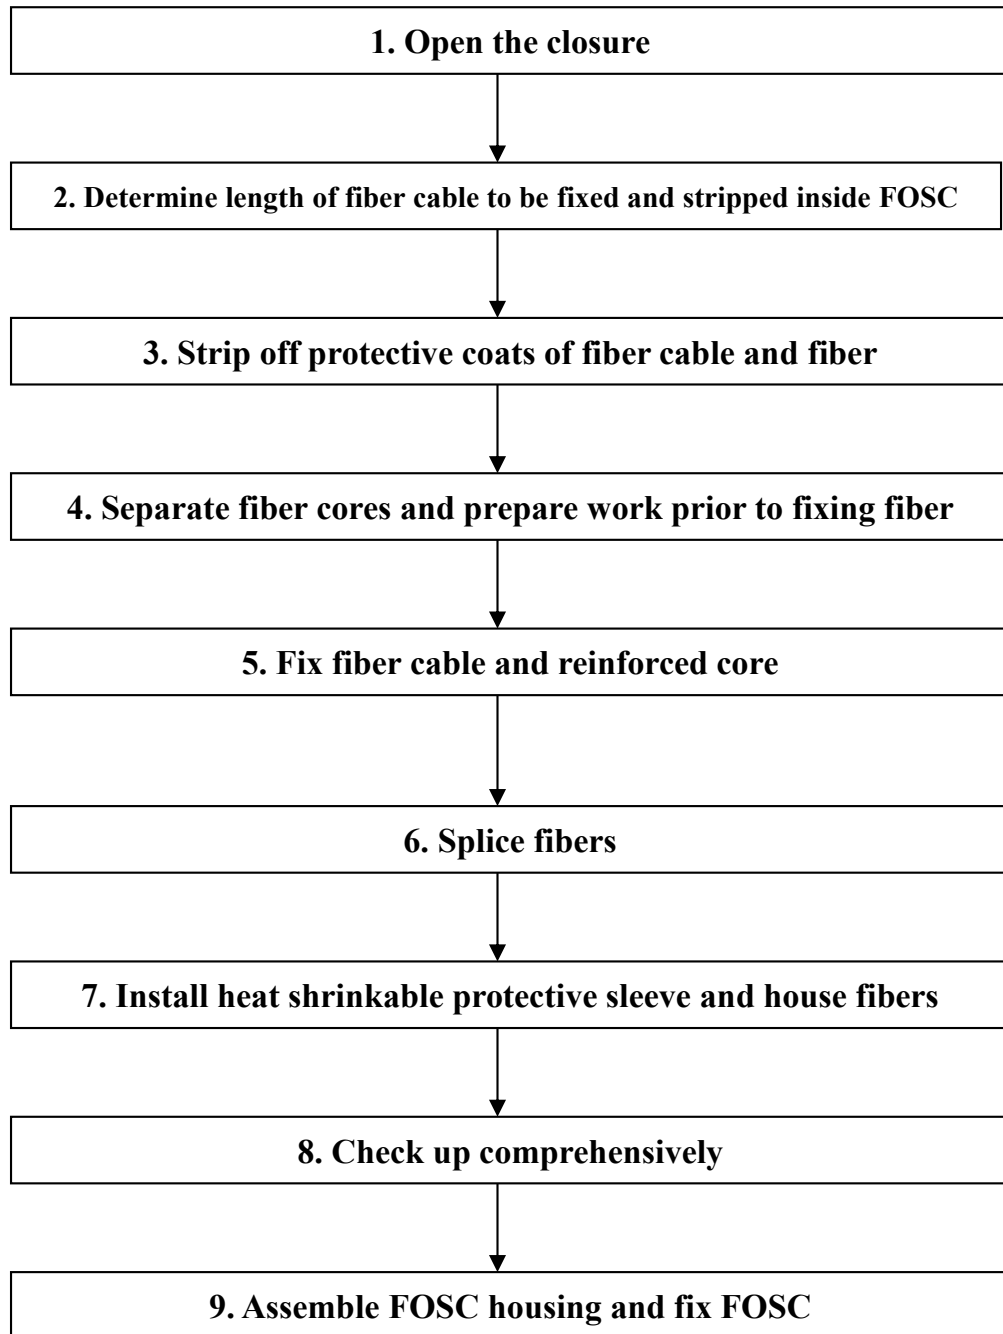 1. Open the closure
2. Determine length of fiber cable to be fixed and stripped inside FOSC
3. Strip off protective coats of fiber cable and fiber
4. Separate fiber cores and prepare work prior to fixing fiber
5. Fix fiber cable and reinforced core
6. Splice fibers
7. Install heat shrinkable protective sleeve and house fibers
8. Check up comprehensively
9. Assemble FOSC housing and fix FOSC